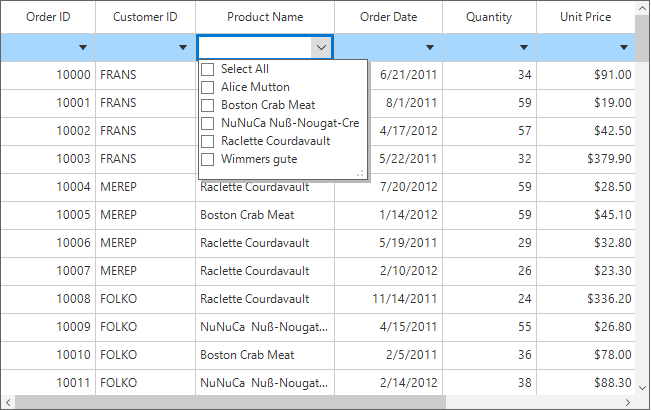 Order ID Customer ID Product Name Order Date Quantity Unit Price
Select All
10000 FRANS 6/21/2011 34 $91.00
Alice Mutton
10001 FRANS Boston Crab Meat 8/1/2011 59 $19.00
NuNuCa Nuß-Nougat-Cre
10002 FRANS 4/17/2012 57 $42.50
Raclette Courdavault
10003 FRANS Wimmers gute 5/22/2011 32 $379.90
10004 MEREP Raclette Courdavault 7/20/2012 59 $28.50
10005 MEREP Boston Crab Meat 1/14/2012 59 $45.10
10006 MEREP Raclette Courdavault 5/19/2011 29 $32.80
10007 MEREP Raclette Courdavault 2/10/2012 26 $23.30
10008 FOLKO Raclette Courdavault 11/14/2011 24 $336.20
10009 FOLKO NuNuCa Nuß-Nougat... 4/15/2011 55 $26.80
10010 FOLKO Boston Crab Meat 2/5/2011 36 $78.00
10011 FOLKO NuNuCa Nuß-Nougat... 2/14/2012 38 $88.30